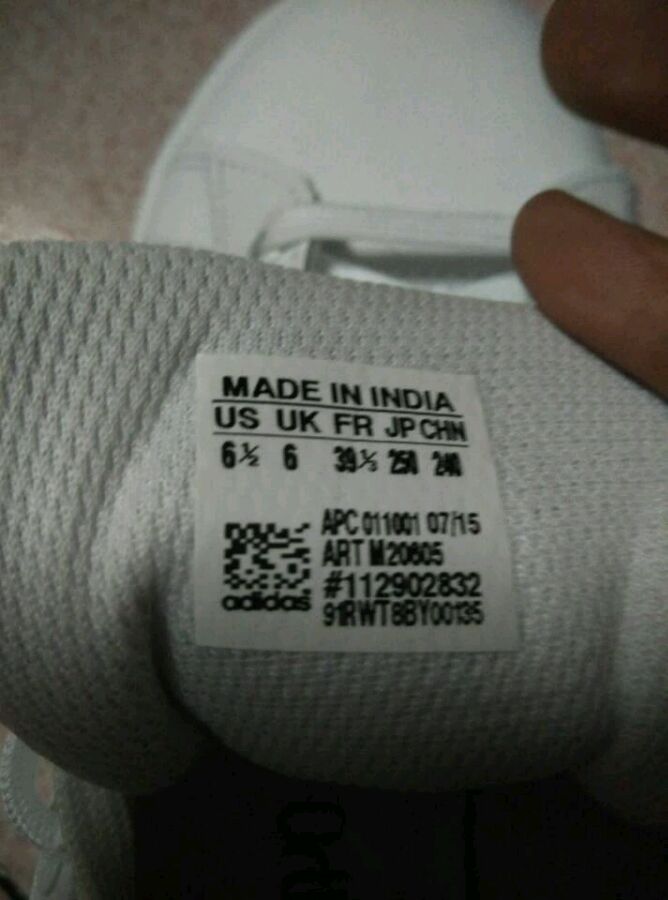 MADE IN INDIA
US UK FR JP CHN
6½ 6 39⅓ 250 240
APC 011001 07/15
ART M20605
#112902832
adidas 91RWT8BY00135